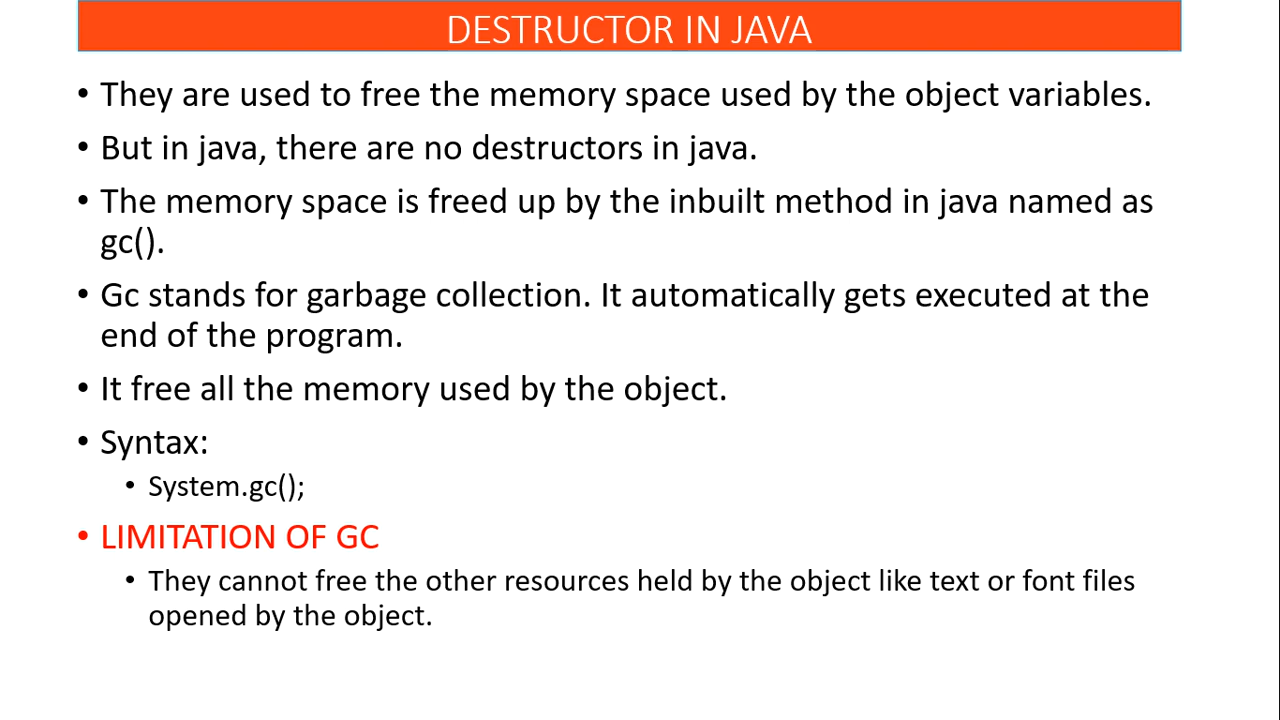 DESTRUCTOR IN JAVA
• They are used to free the memory space used by the object variables.
• But in java, there are no destructors in java.
• The memory space is freed up by the inbuilt method in java named as
gc().
• Gc stands for garbage collection. It automatically gets executed at the
end of the program.
• It free all the memory used by the object.
• Syntax:
• System.gc();
• LIMITATION OF GC
• They cannot free the other resources held by the object like text or font files
opened by the object.